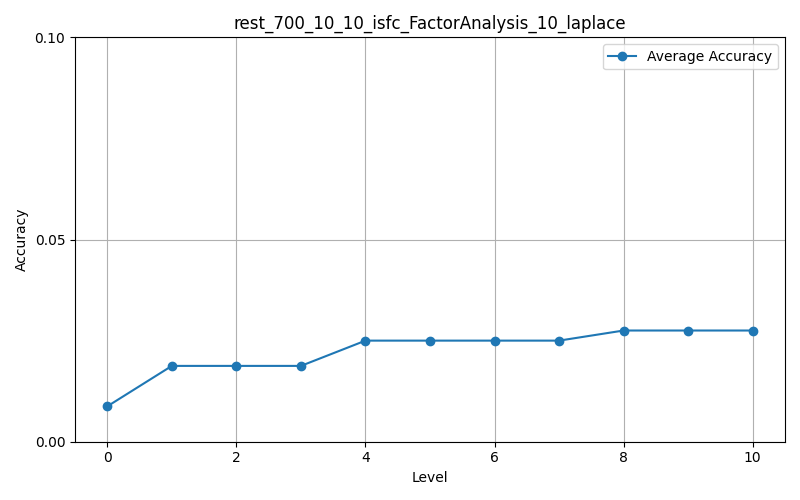 rest_700_10_10_isfc_FactorAnalysis_10_laplace
Average Accuracy
0.10
0.05
0.00
Accuracy
0 2 4 6 8 10
Level